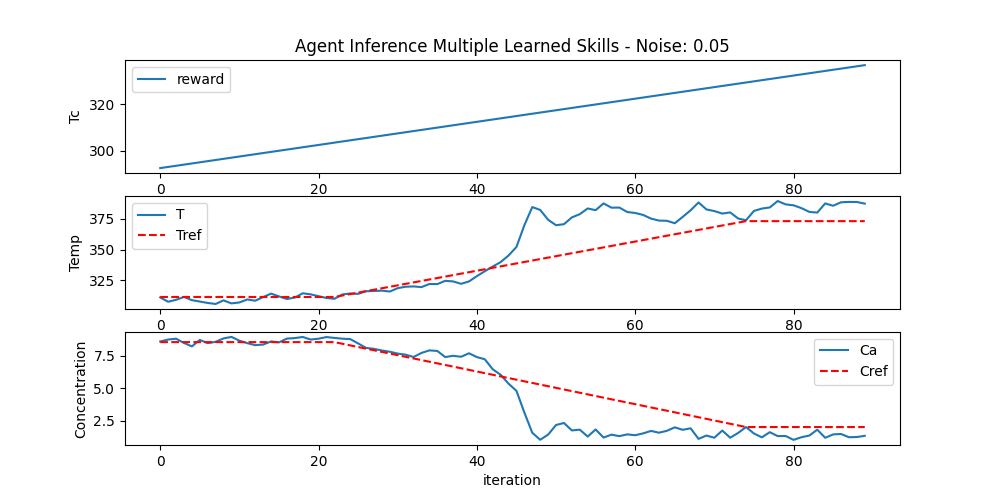 Agent Inference Multiple Learned Skills - Noise: 0.05
reward
Tc
320
300
0 20 40 60 80
T
Tref
Temp
375
350
325
0 20 40 60 80
Ca
Cref
Concentration
7.5
5.0
2.5
0 20 40 60 80
iteration